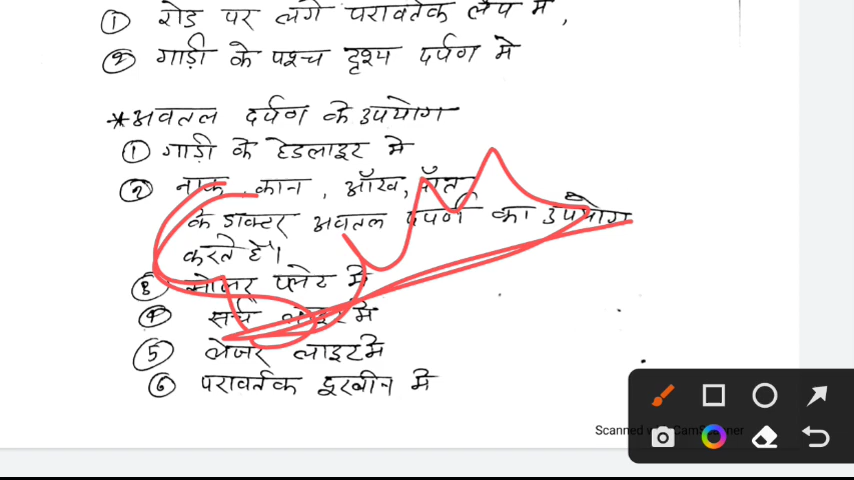 ① रोड पर लगे परावर्तक लैंप में,
② गाड़ी के पश्च दृश्य दर्पण में
*अवतल दर्पण के उपयोग
① गाड़ी के हेडलाइट में
② नाक, कान, आँख, दाँत
के डाक्टर अवतल दर्पण का उपयोग
करते हैं।
③ सोलर प्लेट में
④ सर्च लाइट में
⑤ लेजर लाइट में
⑥ परावर्तक दूरबीन में
Scanned CamScanner